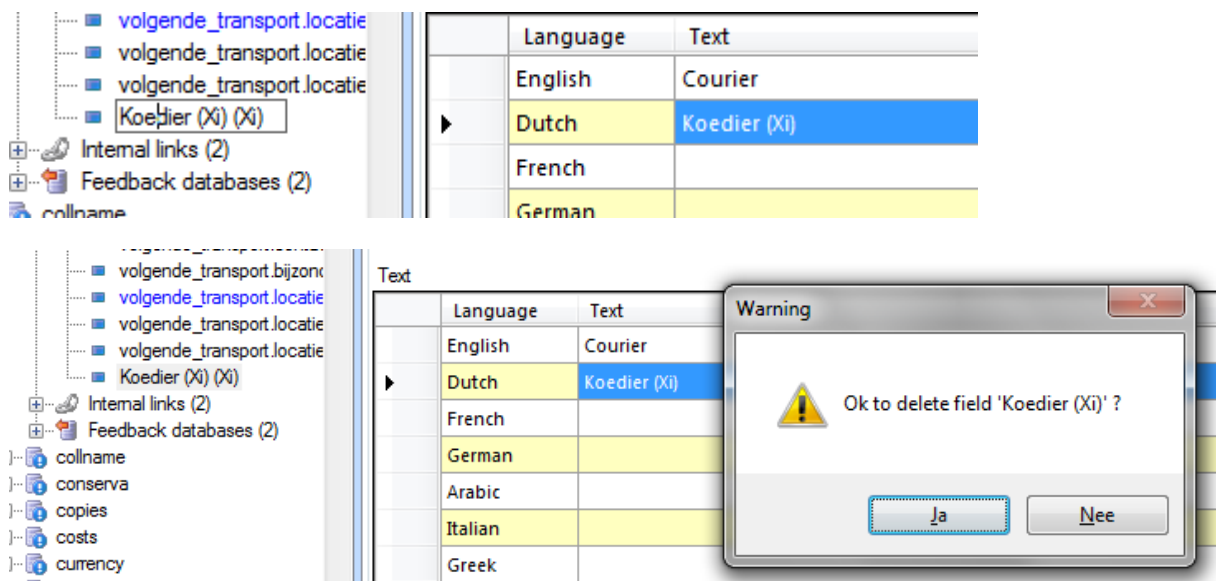 volgende_transport.locatie
volgende_transport.locatie
volgende_transport.locatie
Koedier (Xi) (Xi)
Internal links (2)
Feedback databases (2)
collname
Language Text
English Courier
Dutch Koedier (Xi)
French
German
volgende_transport.bijzon
volgende_transport.locatie
volgende_transport.locatie
volgende_transport.locatie
Koedier (Xi) (Xi)
Internal links (2)
Feedback databases (2)
collname
conserva
copies
costs
currency
Text
Language Text
English Courier
Dutch Koedier (Xi)
French
German
Arabic
Italian
Greek
Warning
Ok to delete field 'Koedier (Xi)' ?
Ja
Nee